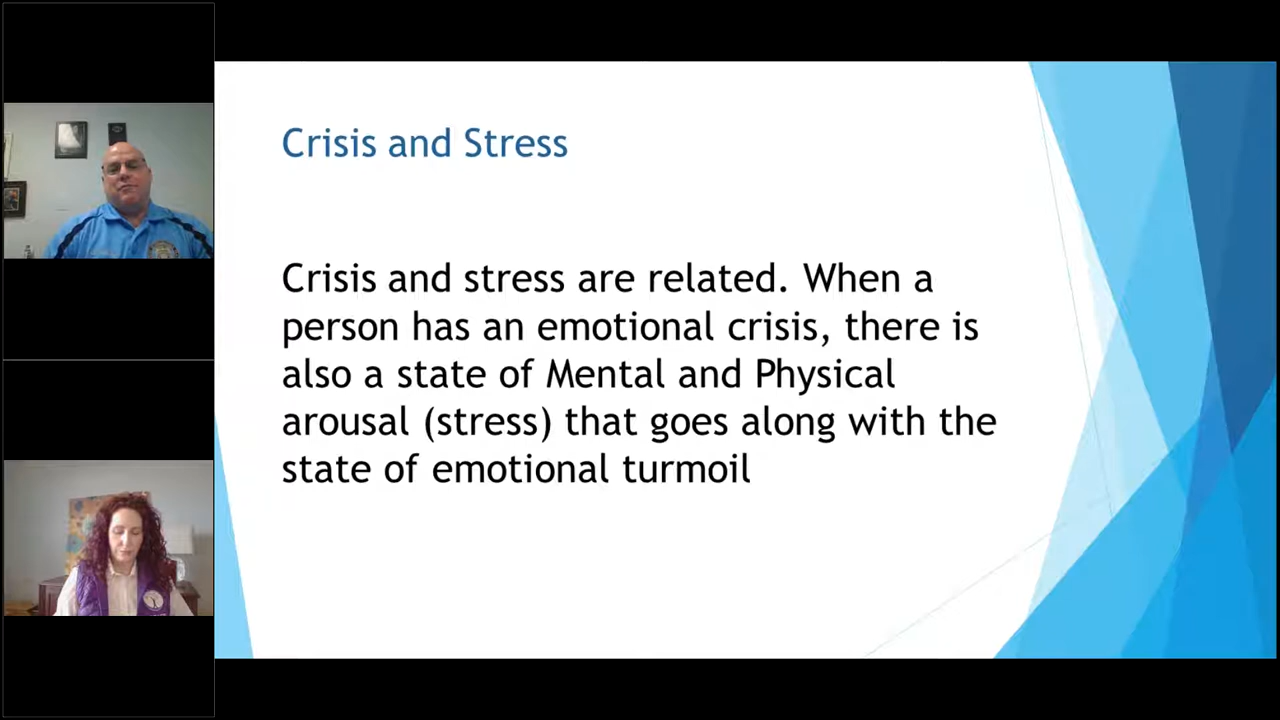 Crisis and Stress
Crisis and stress are related. When a
person has an emotional crisis, there is
also a state of Mental and Physical
arousal (stress) that goes along with the
state of emotional turmoil